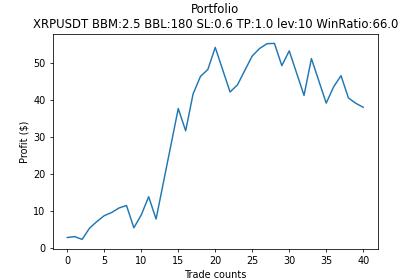 Portfolio
XRPUSDT BBM:2.5 BBL:180 SL:0.6 TP:1.0 lev:10 WinRatio:66.0
Profit ($)
50
40
30
20
10
0
0 5 10 15 20 25 30 35 40
Trade counts